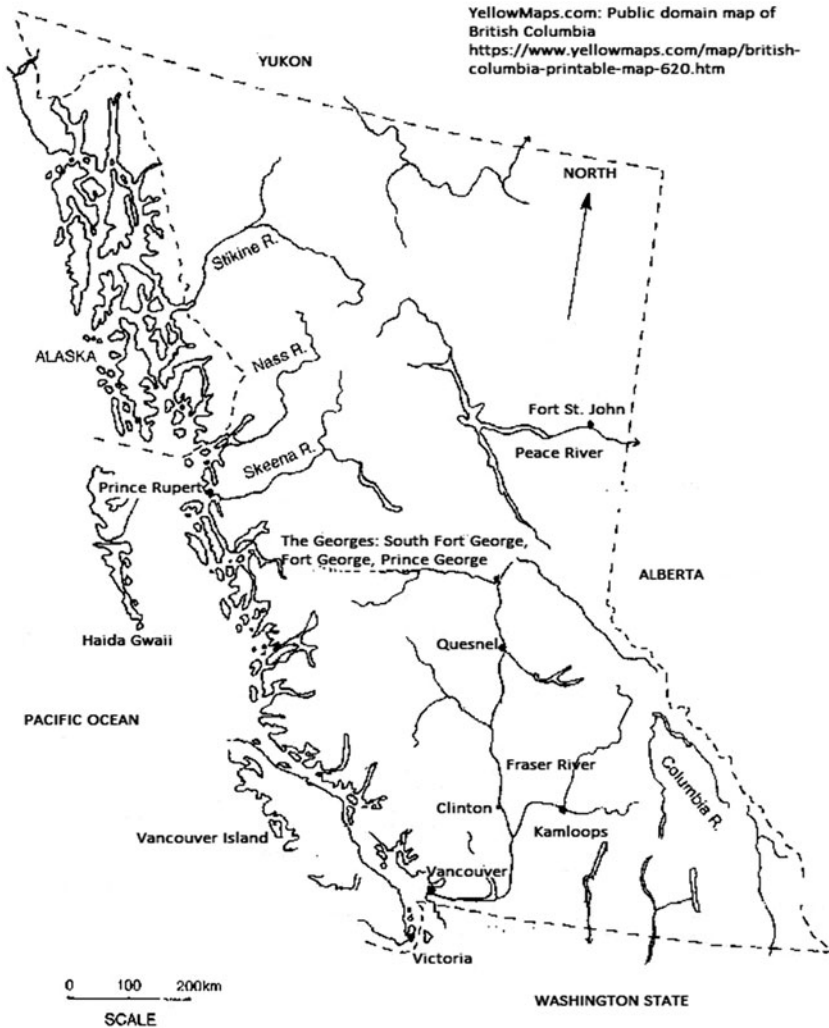 YellowMaps.com: Public domain map of
British Columbia
https://www.yellowmaps.com/map/british-
columbia-printable-map-620.htm
YUKON
NORTH
Stikine R.
ALASKA
Nass R.
Fort St. John
Peace River
Skeena R.
Prince Rupert
The Georges: South Fort George,
Fort George, Prince George
ALBERTA
Haida Gwaii
Quesnel
PACIFIC OCEAN
Fraser River
Columbia R.
Clinton
Kamloops
Vancouver Island
Vancouver
Victoria
0 100 200km
SCALE
WASHINGTON STATE